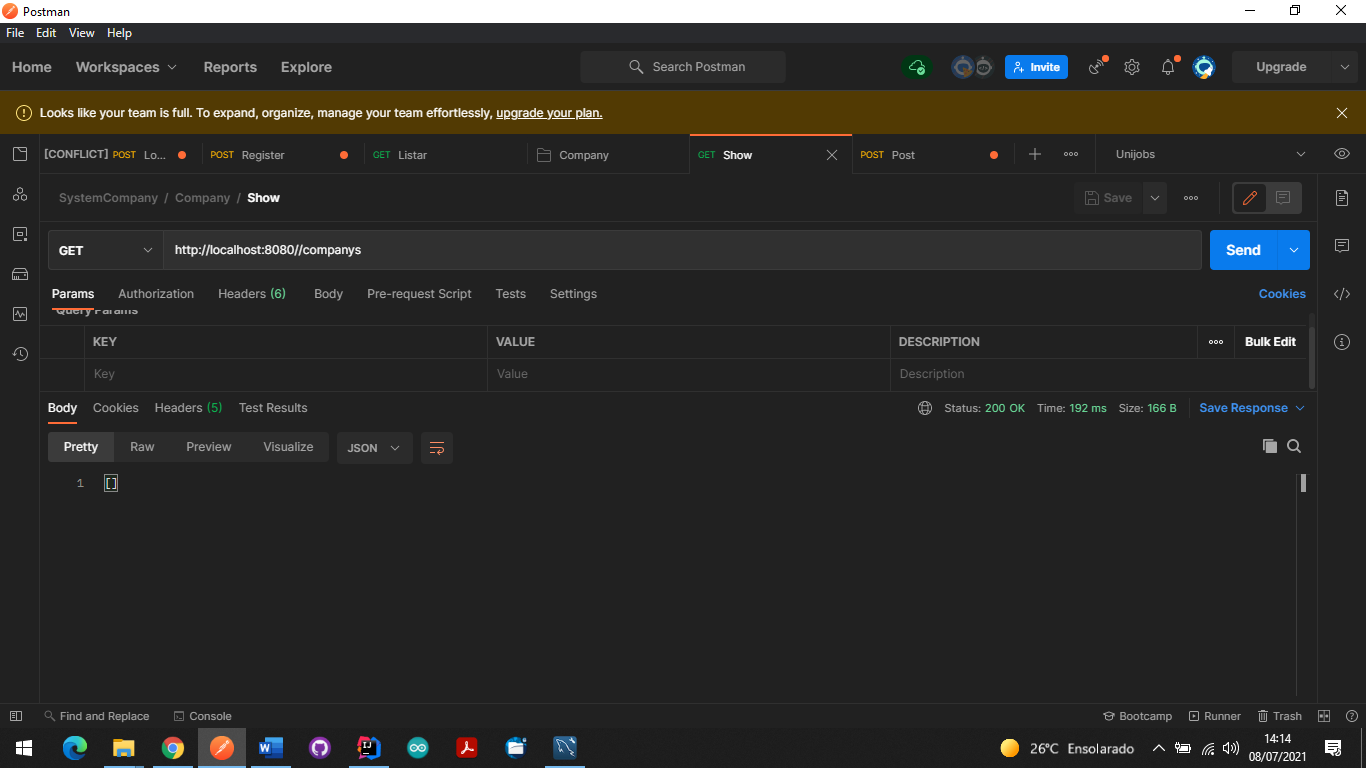 Postman
File Edit View Help
Home Workspaces Reports Explore Search Postman Invite Upgrade
Looks like your team is full. To expand, organize, manage your team effortlessly, upgrade your plan.
[CONFLICT] POST Lo... POST Register GET Listar Company GET Show POST Post Unijobs
SystemCompany / Company / Show Save
GET http://localhost:8080//companys Send
Params Authorization Headers (6) Body Pre-request Script Tests Settings Cookies
Query Params
KEY VALUE DESCRIPTION Bulk Edit
Key Value Description
Body Cookies Headers (5) Test Results Status: 200 OK Time: 192 ms Size: 166 B Save Response
Pretty Raw Preview Visualize JSON
1 []
Find and Replace Console Bootcamp Runner Trash
26°C Ensolarado 14:14
08/07/2021